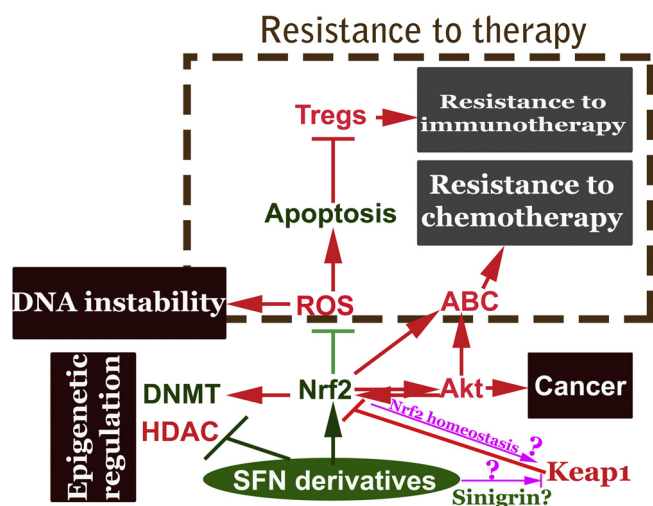 Resistance to therapy
Tregs
Resistance to
immunotherapy
Resistance to
chemotherapy
Apoptosis
DNA instability
ROS
ABC
Epigenetic
regulation
DNMT
HDAC
Nrf2
Akt
Cancer
Nrf2 homeostasis
?
Keap1
SFN derivatives
?
Sinigrin?